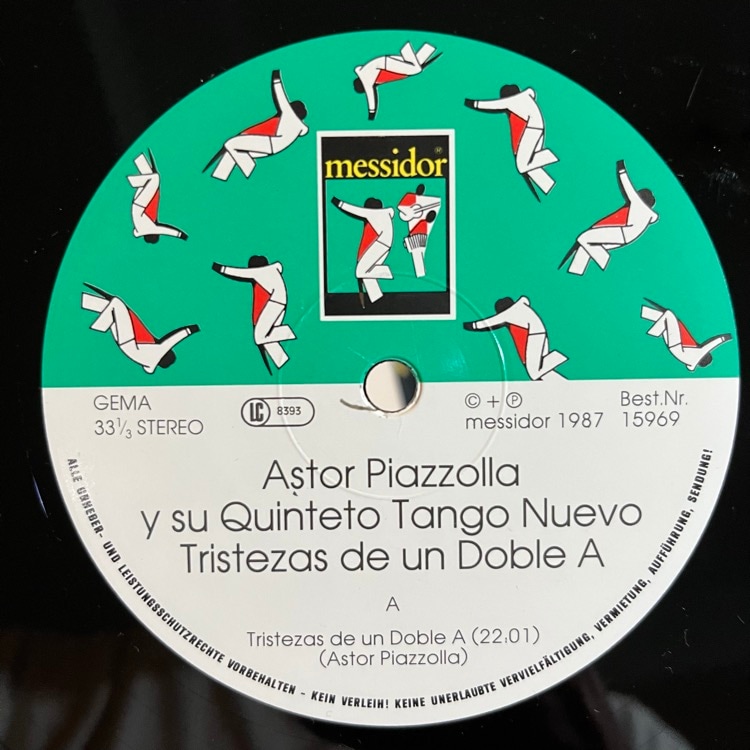 messidor®
GEMA
33⅓ STEREO
LC 8393
© + ℗
messidor 1987
Best.Nr.
15969
Astor Piazzolla
y su Quinteto Tango Nuevo
Tristezas de un Doble A
A
Tristezas de un Doble A (22:01)
(Astor Piazzolla)
ALLE URHEBER- UND LEISTUNGSSCHUTZRECHTE VORBEHALTEN - KEIN VERLEIH! KEINE UNERLAUBTE VERVIELFÄLTIGUNG, VERMIETUNG, AUFFÜHRUNG, SENDUNG!